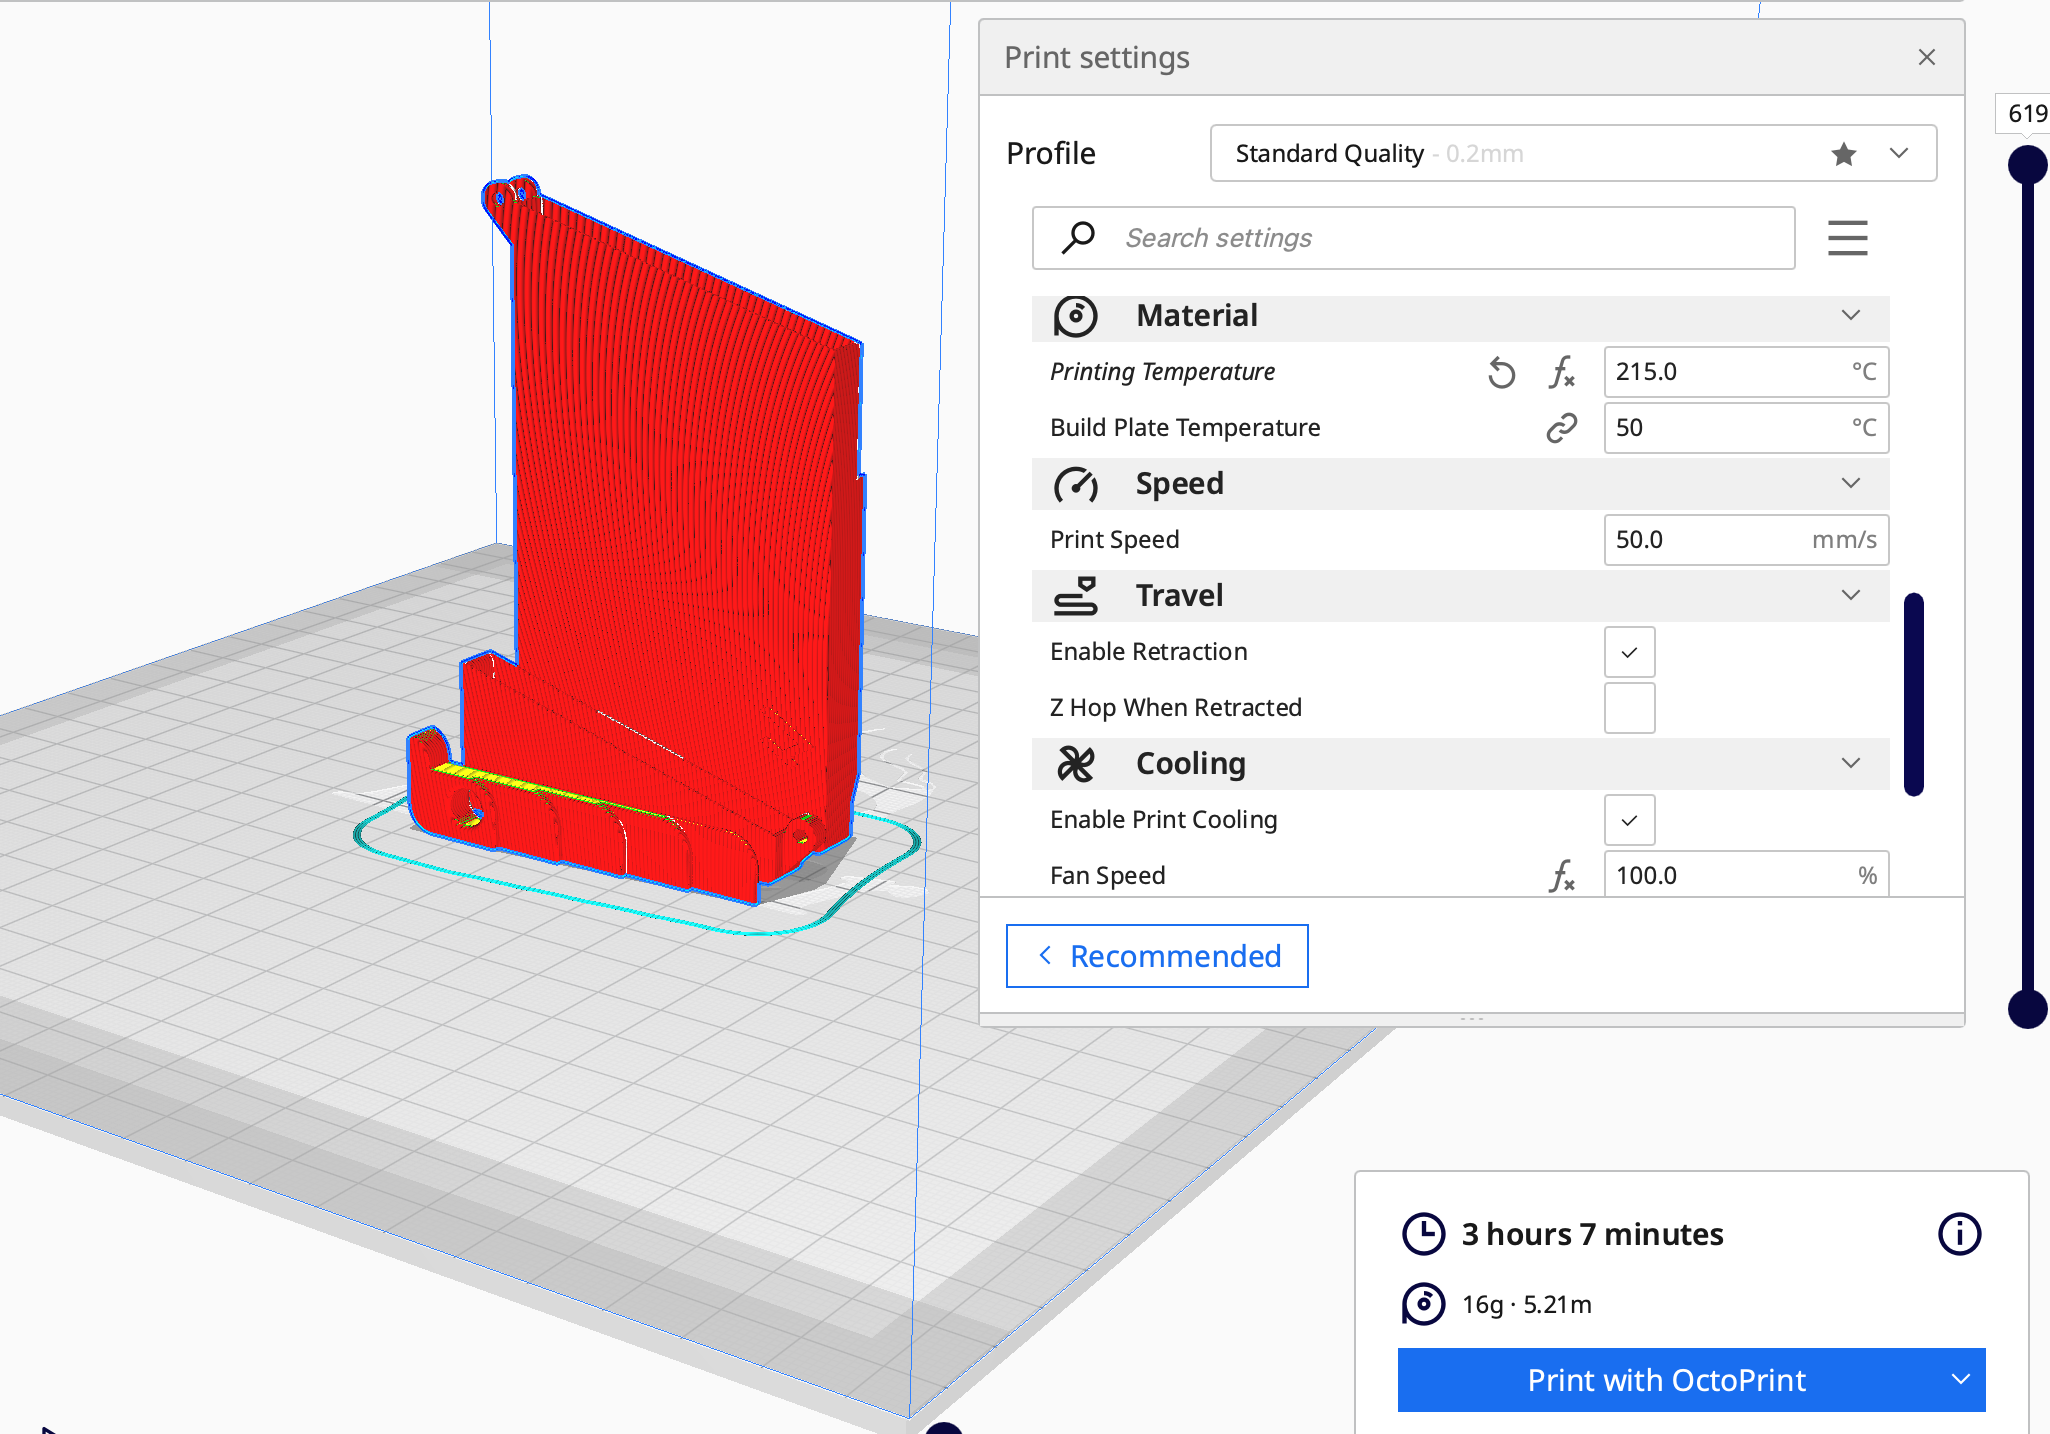 Print settings
Profile
Standard Quality - 0.2mm
619
Search settings
Material
Printing Temperature 215.0 °C
Build Plate Temperature 50 °C
Speed
Print Speed 50.0 mm/s
Travel
Enable Retraction
Z Hop When Retracted
Cooling
Enable Print Cooling
Fan Speed 100.0 %
Recommended
3 hours 7 minutes
16g · 5.21m
Print with OctoPrint